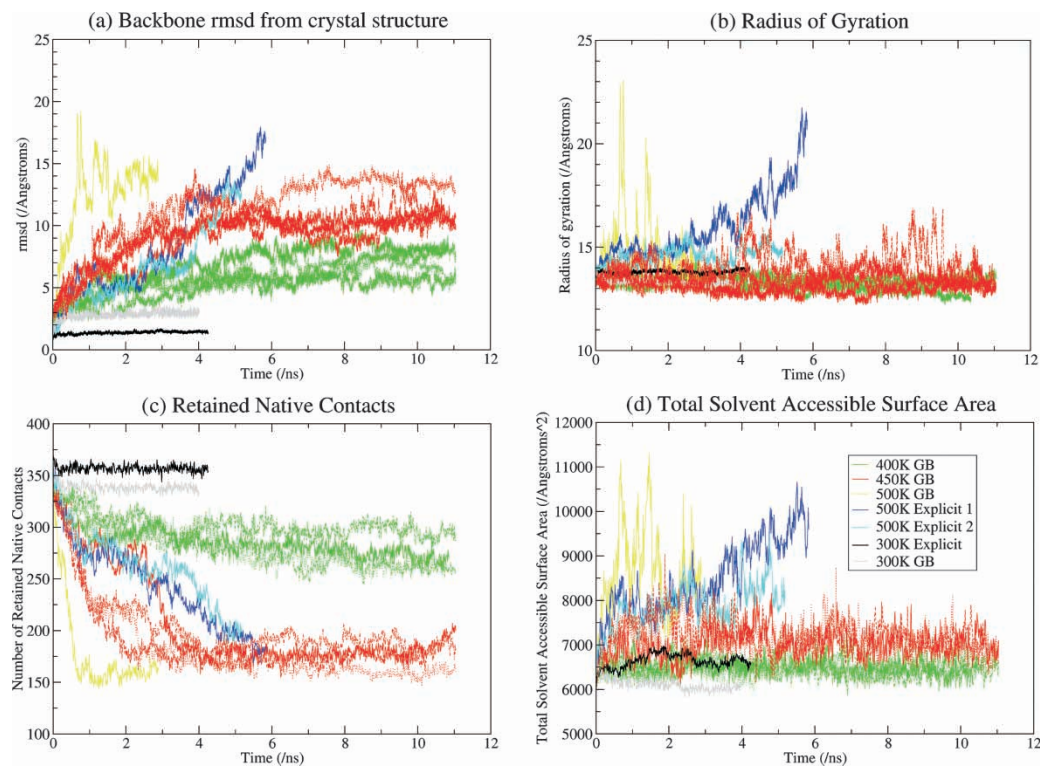 (a) Backbone rmsd from crystal structure
25
20
15
10
5
0
rmsd (/Angstroms)
0 2 4 6 8 10 12
Time (/ns)
(b) Radius of Gyration
25
20
15
10
Radius of gyration (/Angstroms)
0 2 4 6 8 10 12
Time (/ns)
(c) Retained Native Contacts
400
350
300
250
200
150
100
Number of Retained Native Contacts
0 2 4 6 8 10 12
Time (/ns)
(d) Total Solvent Accessible Surface Area
12000
11000
10000
9000
8000
7000
6000
5000
Total Solvent Accessible Surface Area (/Angstroms^2)
400K GB
450K GB
500K GB
500K Explicit 1
500K Explicit 2
300K Explicit
300K GB
0 2 4 6 8 10 12
Time (/ns)